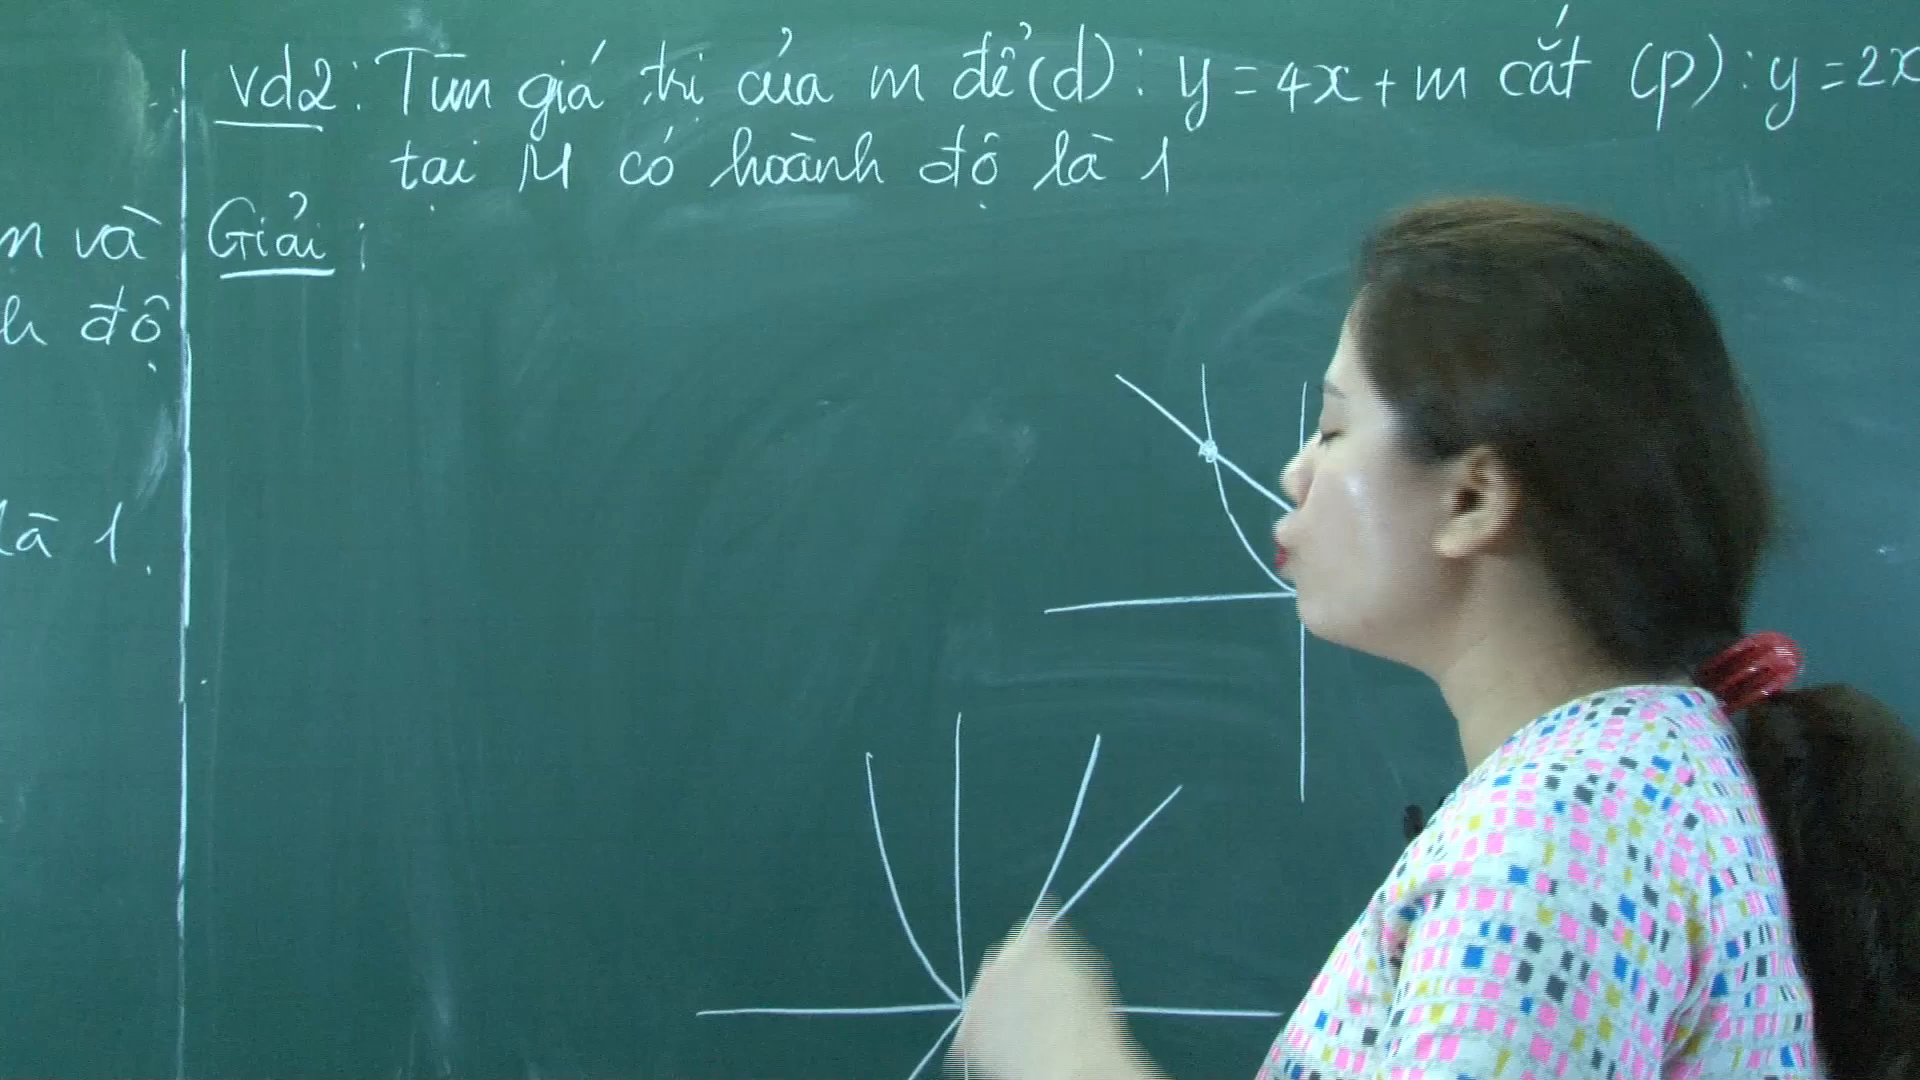 vd2: Tìm giá trị của m để (d): y = 4x + m cắt (p): y = 2x
tại M có hoành độ là 1
Giải:
m và
h độ
là 1.